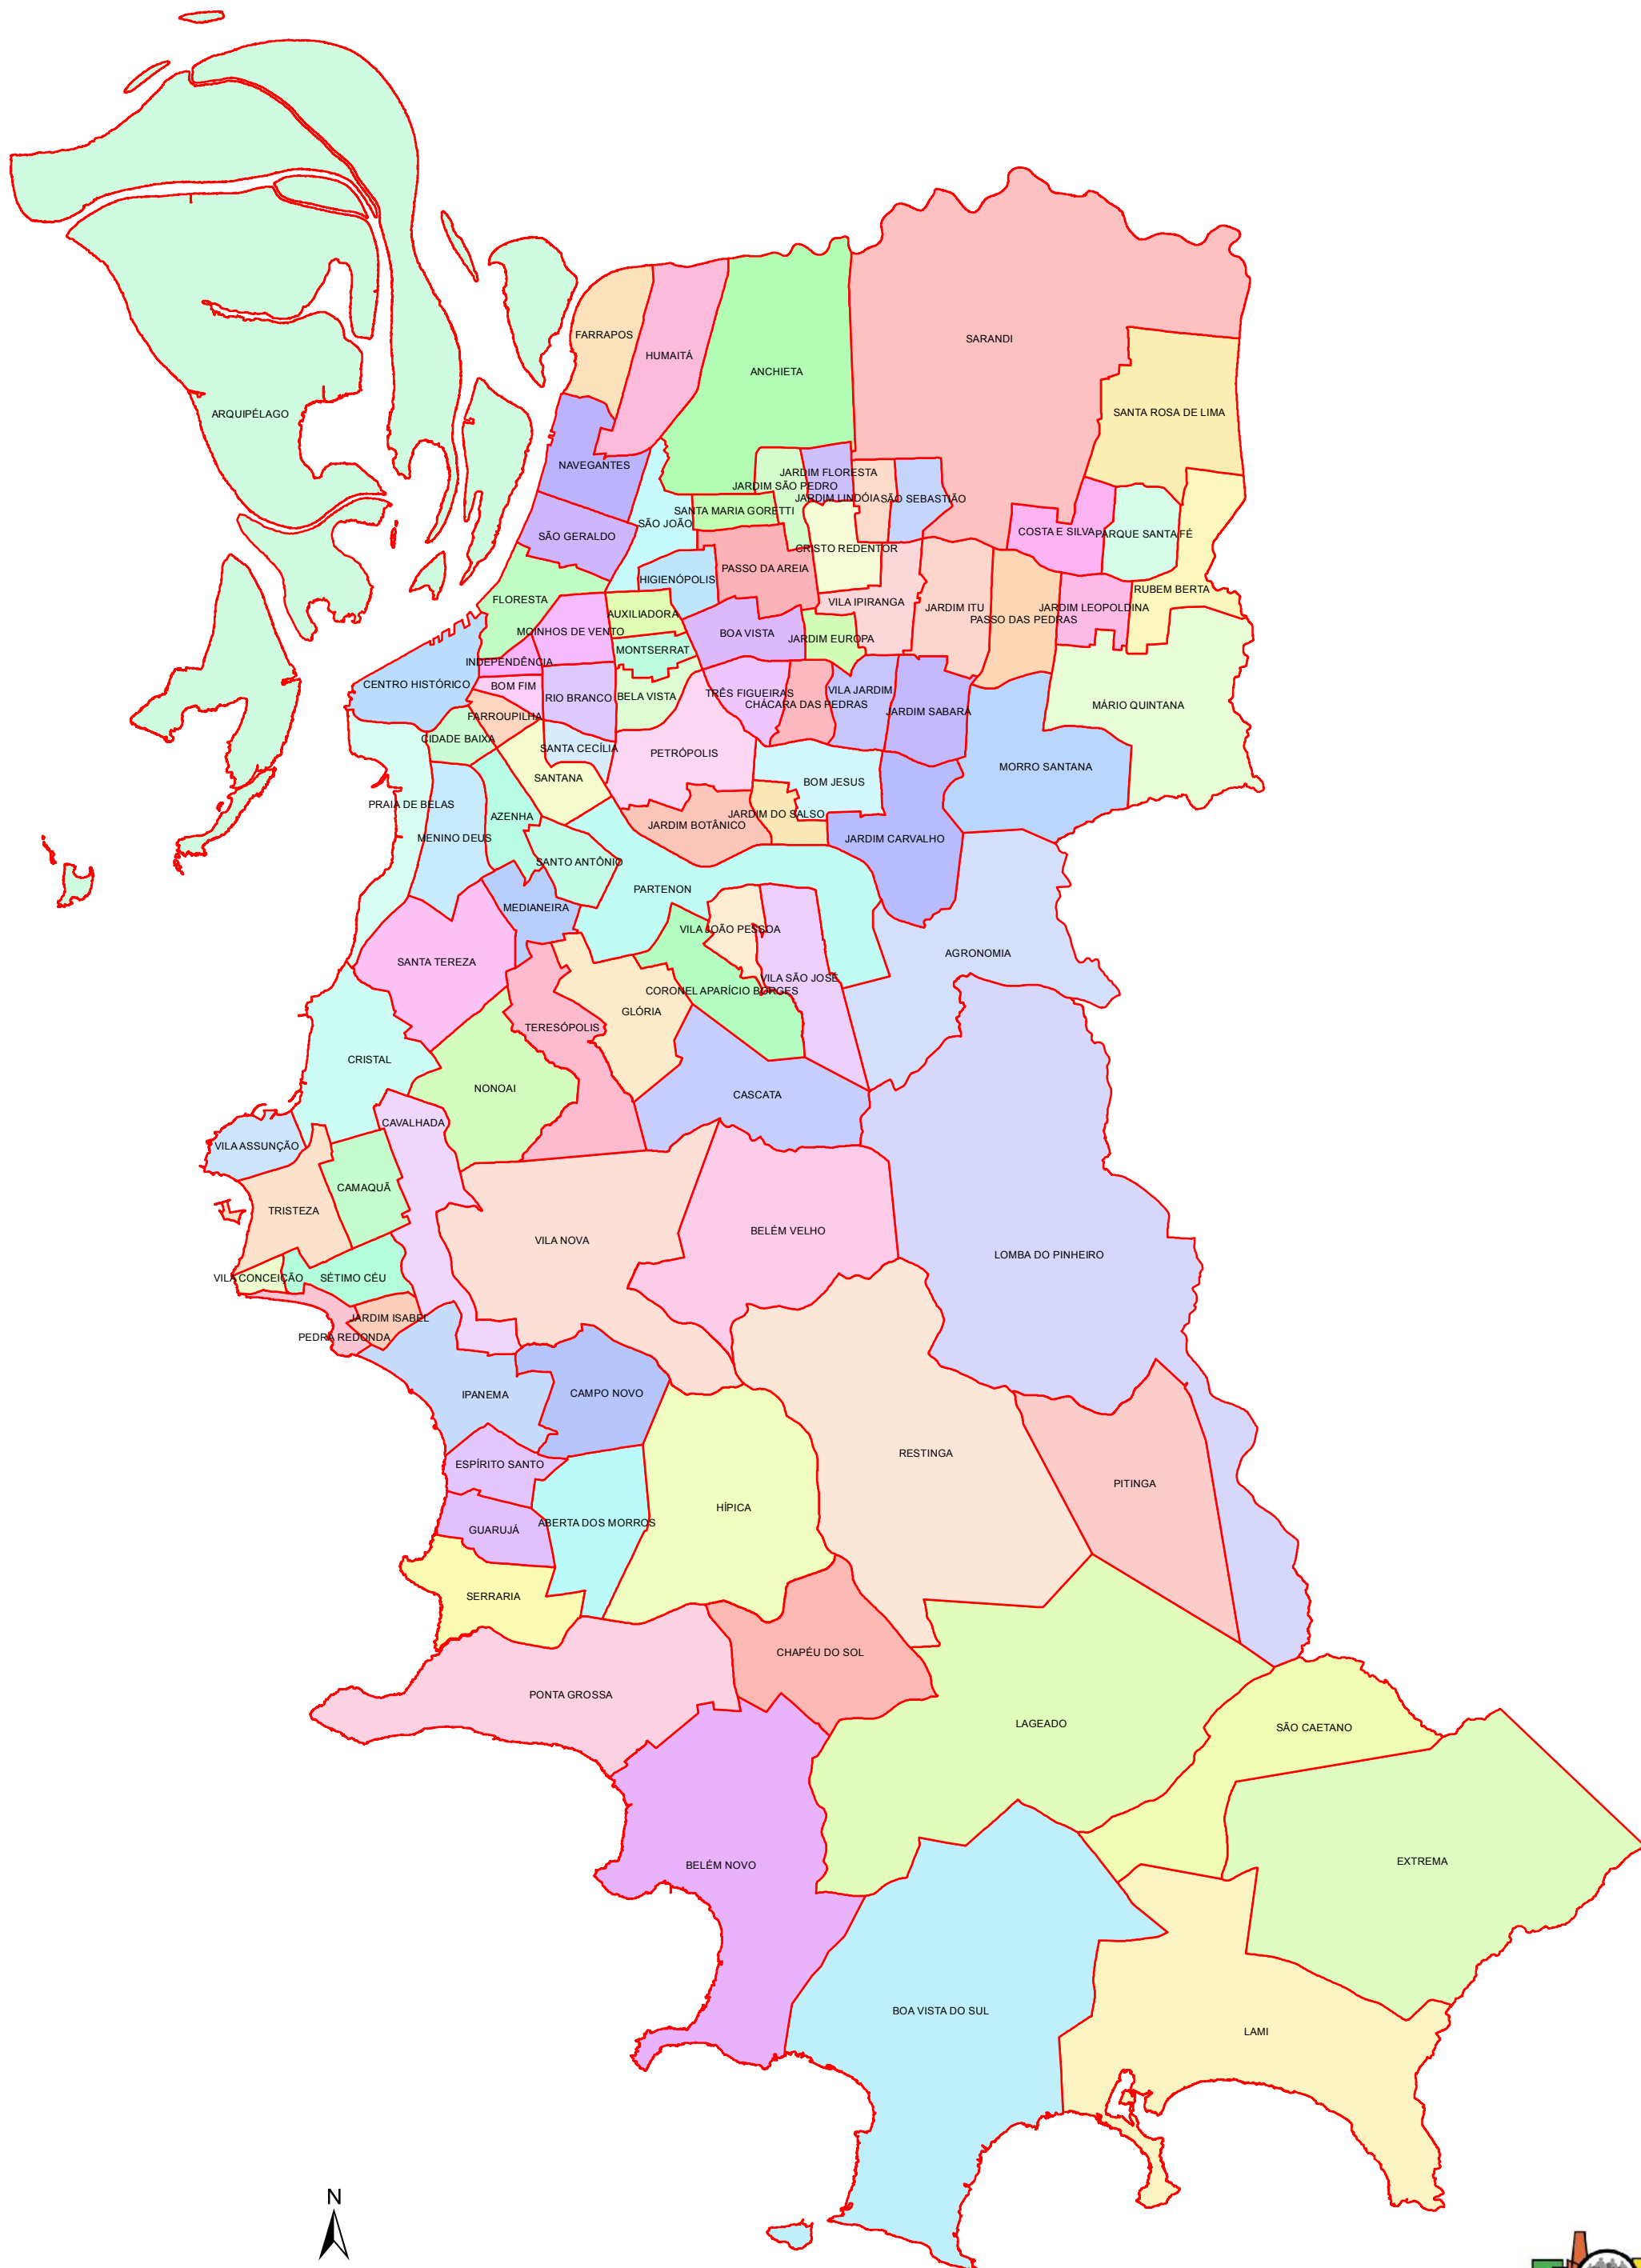 FARRAPOS
SARANDI
HUMAITÁ
ANCHIETA
SANTA ROSA DE LIMA
ARQUIPÉLAGO
NAVEGANTES
JARDIM FLORESTA
JARDIM SÃO PEDRO
JARDIM LINDÓIA
SÃO SEBASTIÃO
SANTA MARIA GORETTI
SÃO JOÃO
COSTA E SILVA
PARQUE SANTA FÉ
SÃO GERALDO
CRISTO REDENTOR
PASSO DA AREIA
HIGIENÓPOLIS
RUBEM BERTA
FLORESTA
VILA IPIRANGA
JARDIM ITU
JARDIM LEOPOLDINA
AUXILIADORA
PASSO DAS PEDRAS
MOINHOS DE VENTO
BOA VISTA
JARDIM EUROPA
MONTSERRAT
INDEPENDÊNCIA
CENTRO HISTÓRICO
BOM FIM
RIO BRANCO
BELA VISTA
TRÊS FIGUEIRAS
VILA JARDIM
CHÁCARA DAS PEDRAS
MÁRIO QUINTANA
JARDIM SABARÁ
FARROUPILHA
CIDADE BAIXA
SANTA CECÍLIA
PETRÓPOLIS
MORRO SANTANA
SANTANA
BOM JESUS
PRAIA DE BELAS
AZENHA
JARDIM DO SALSO
JARDIM BOTÂNICO
MENINO DEUS
JARDIM CARVALHO
SANTO ANTÔNIO
PARTENON
MEDIANEIRA
VILA JOÃO PESSOA
AGRONOMIA
SANTA TEREZA
VILA SÃO JOSÉ
CORONEL APARÍCIO BORGES
GLÓRIA
TERESÓPOLIS
CRISTAL
NONOAI
CASCATA
CAVALHADA
VILA ASSUNÇÃO
CAMAQUÃ
TRISTEZA
BELÉM VELHO
VILA NOVA
LOMBA DO PINHEIRO
VILA CONCEIÇÃO
SÉTIMO CÉU
JARDIM ISABEL
PEDRA REDONDA
IPANEMA
CAMPO NOVO
RESTINGA
ESPÍRITO SANTO
PITINGA
HÍPICA
ABERTA DOS MORROS
GUARUJÁ
SERRARIA
CHAPÉU DO SOL
PONTA GROSSA
LAGEADO
SÃO CAETANO
EXTREMA
BELÉM NOVO
BOA VISTA DO SUL
LAMI
N